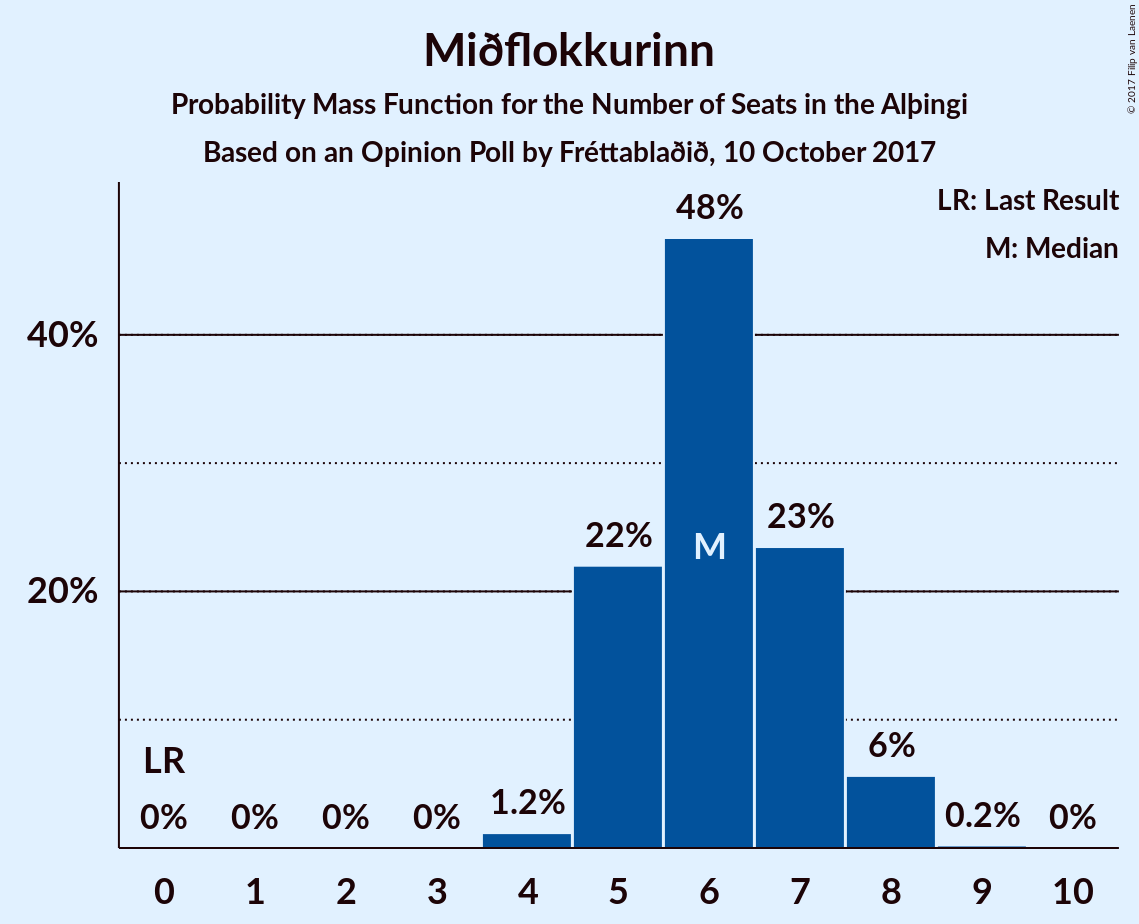 Miðflokkurinn
Probability Mass Function for the Number of Seats in the Alþingi
Based on an Opinion Poll by Fréttablaðið, 10 October 2017
© 2017 Filip van Laenen
LR: Last Result
M: Median
48%
40%
23%
22%
M
20%
6%
LR
1.2%
0% 0% 0% 0% 0.2% 0%
0 1 2 3 4 5 6 7 8 9 10